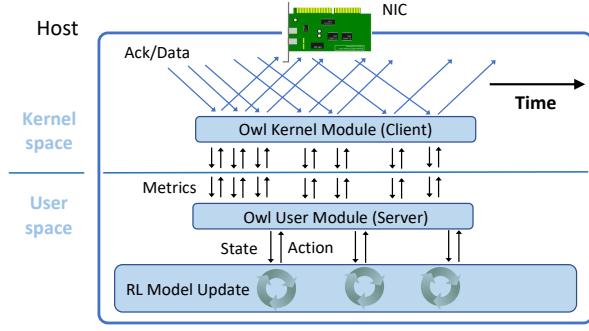 Host
NIC
Ack/Data
Time
Kernel
space
Owl Kernel Module (Client)
Metrics
User
space
Owl User Module (Server)
State
Action
RL Model Update